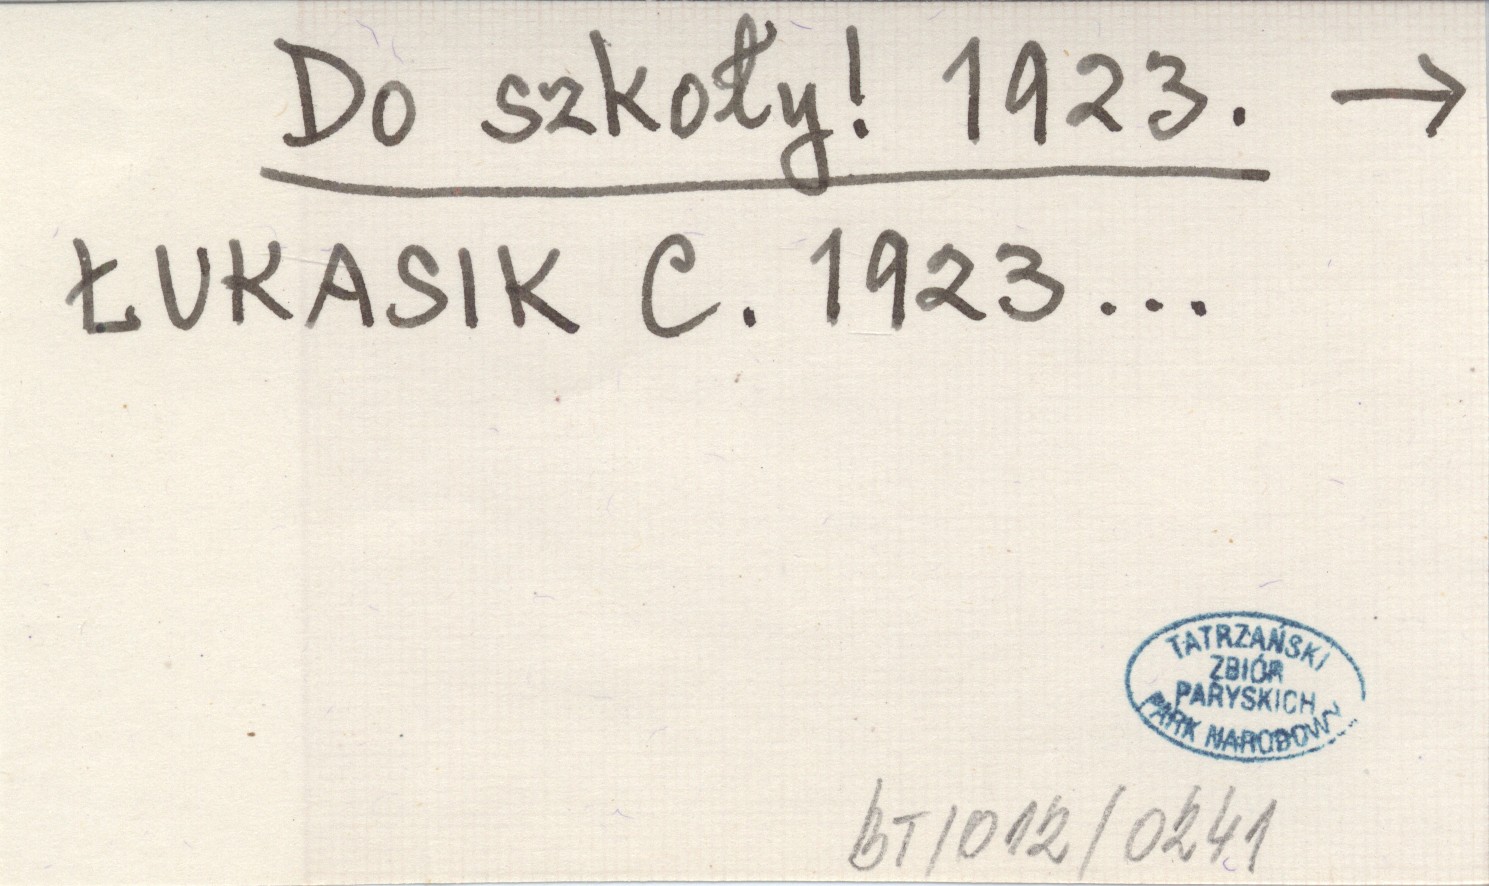 Do szkoły! 1923. →
ŁUKASIK C. 1923...
TATRZAŃSKI
ZBIÓR
PARYSKICH
PARK NARODOWY
BT/012/0241